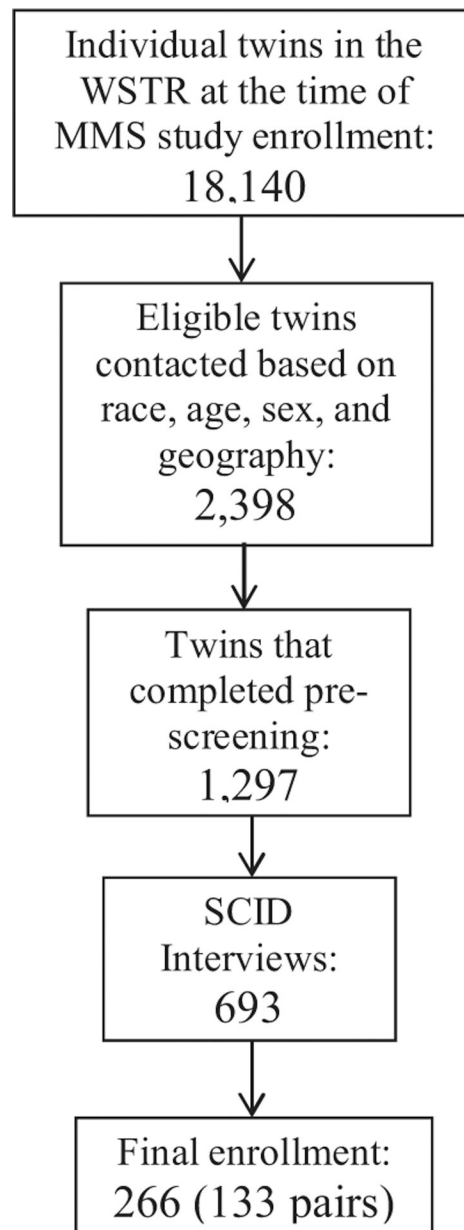 Individual twins in the
WSTR at the time of
MMS study enrollment:
18,140
Eligible twins
contacted based on
race, age, sex, and
geography:
2,398
Twins that
completed pre-
screening:
1,297
SCID
Interviews:
693
Final enrollment:
266 (133 pairs)